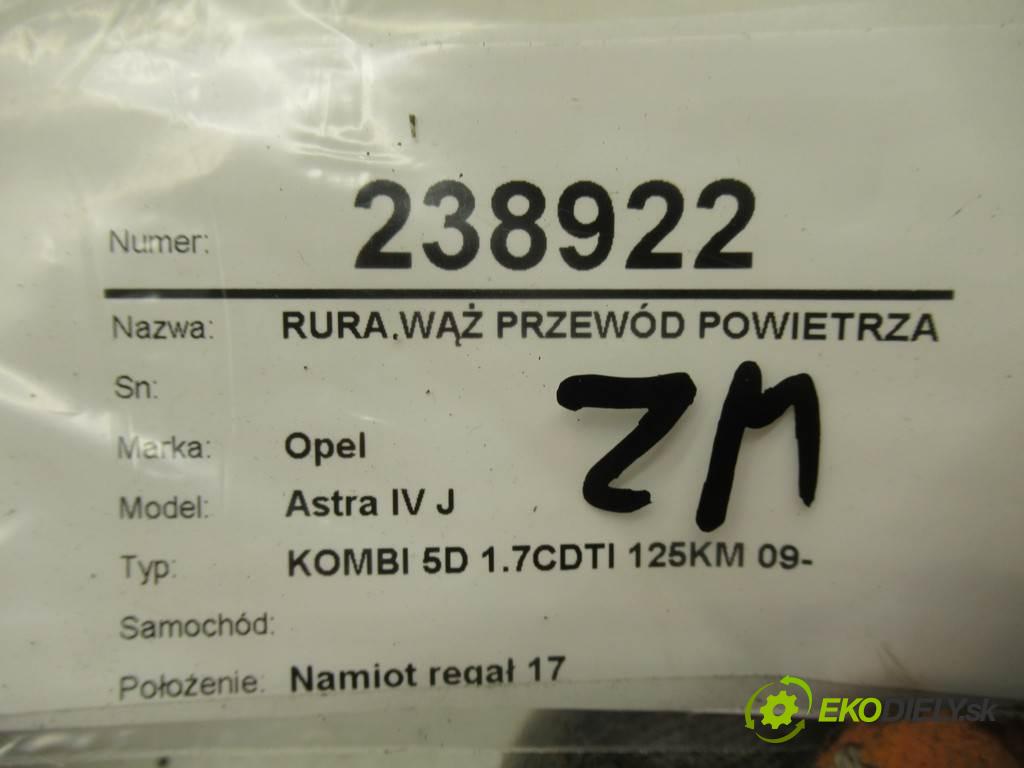 Numer: 238922
Nazwa: RURA.WĄŻ PRZEWÓD POWIETRZA
Sn:
ZM
Marka: Opel
Model: Astra IV J
Typ: KOMBI 5D 1.7CDTI 125KM 09-
Samochód:
Położenie: Namiot regał 17
EKODIELY.sk